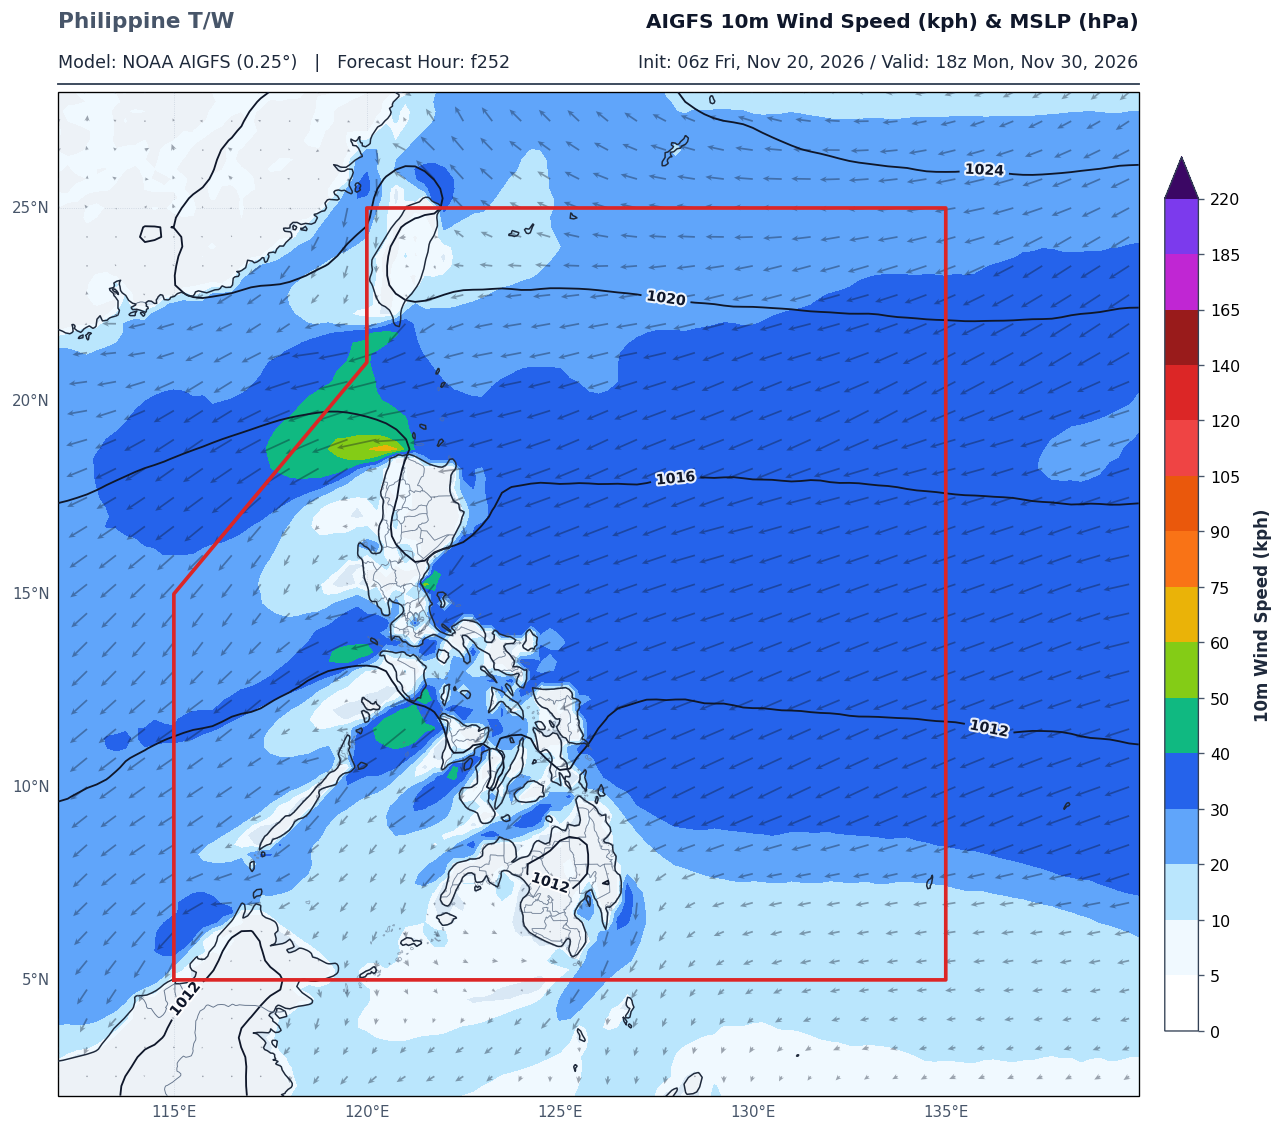 Philippine T/W
AIGFS 10m Wind Speed (kph) & MSLP (hPa)
Model: NOAA AIGFS (0.25°) | Forecast Hour: f252
Init: 06z Fri, Nov 20, 2026 / Valid: 18z Mon, Nov 30, 2026
1024
25°N
1020
20°N
1016
15°N
1012
10°N
1012
5°N
1012
115°E
120°E
125°E
130°E
135°E
220
185
165
140
120
105
90
75
60
50
40
30
20
10
5
0
10m Wind Speed (kph)